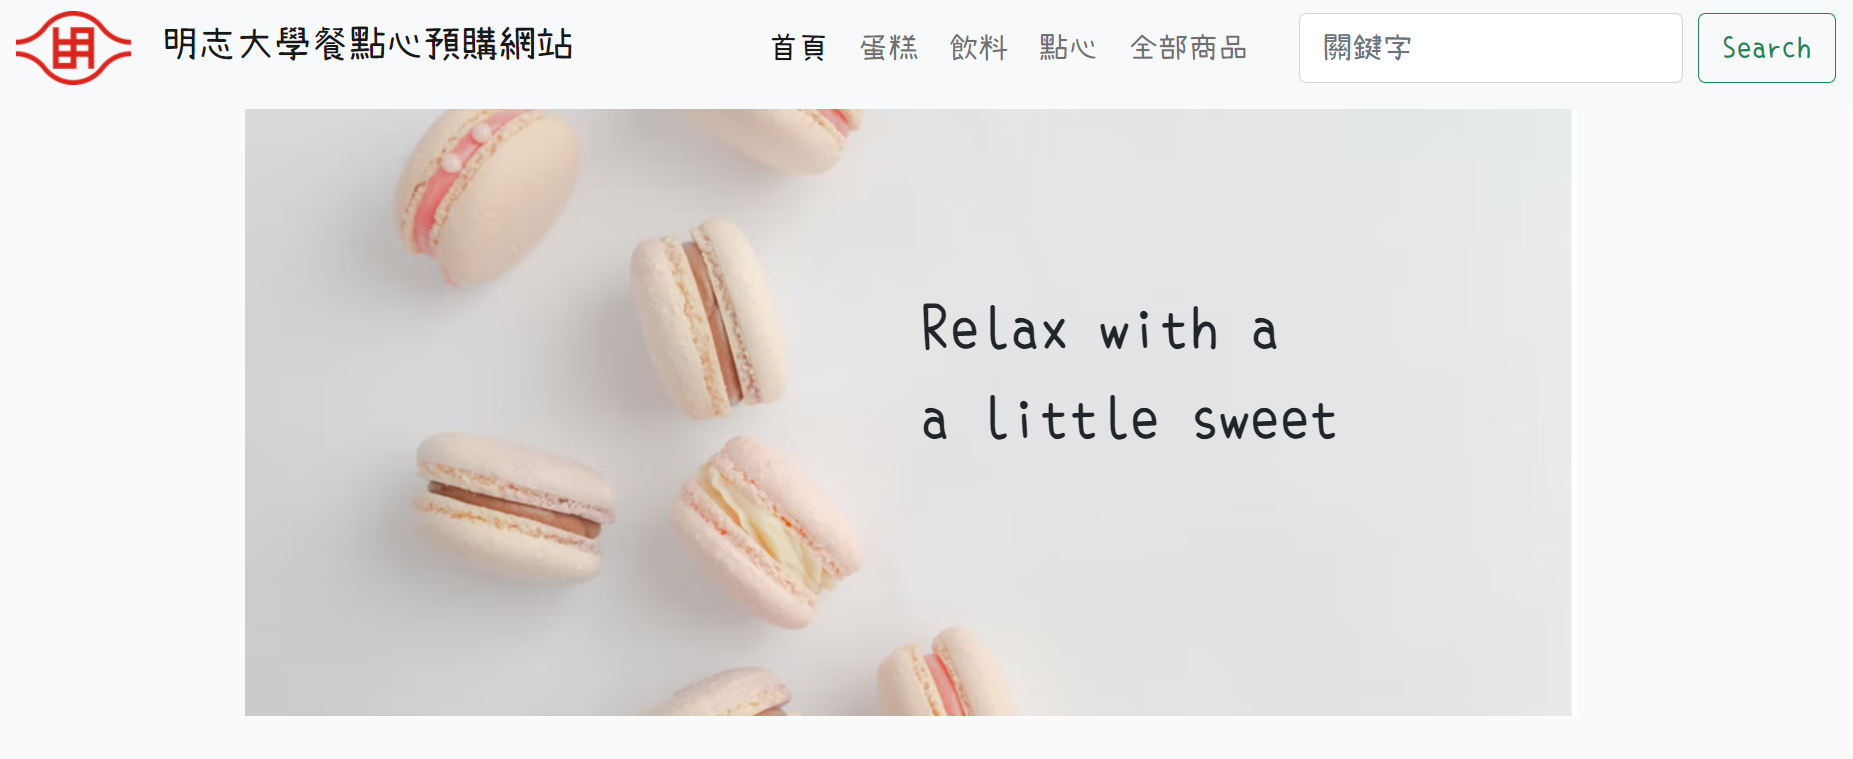 明
明志大學餐點心預購網站
首頁 蛋糕 飲料 點心 全部商品 關鍵字 Search
Relax with a
a little sweet